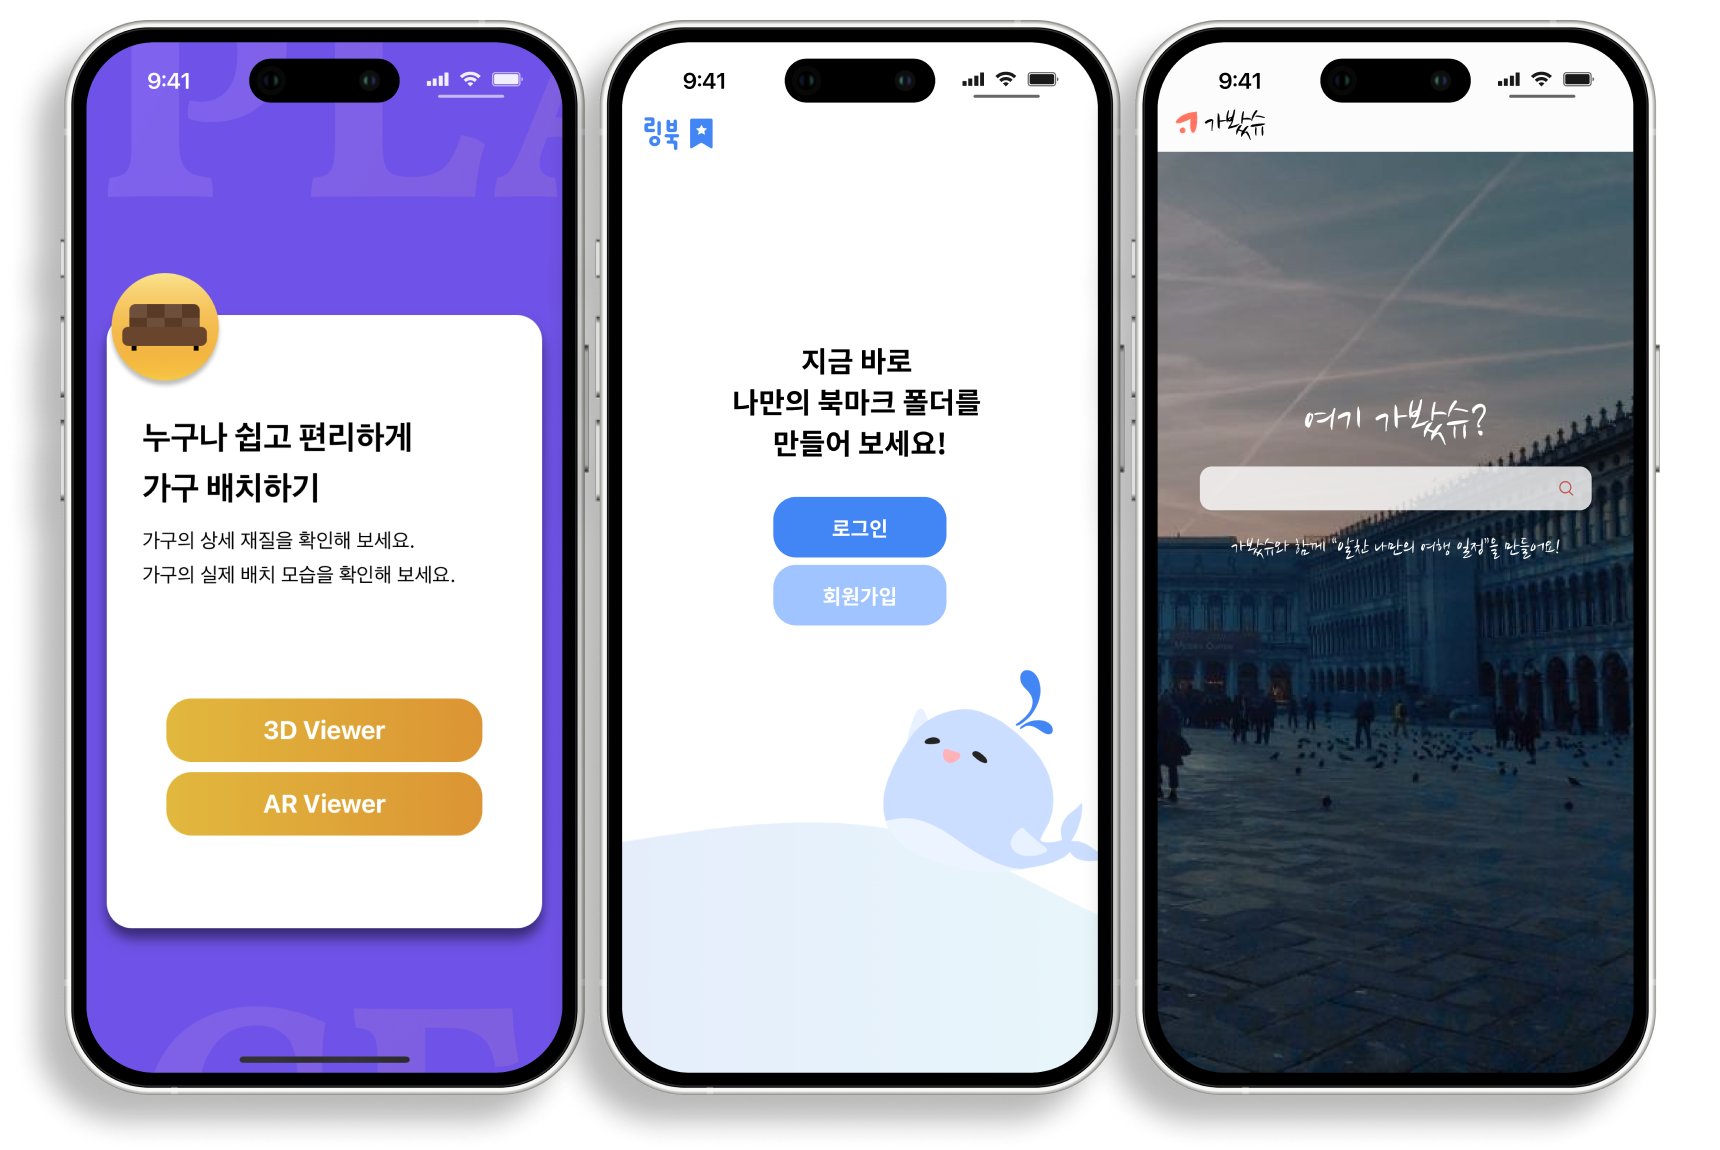 9:41
PLA
누구나 쉽고 편리하게
가구 배치하기
가구의 상세 재질을 확인해 보세요.
가구의 실제 배치 모습을 확인해 보세요.
3D Viewer
AR Viewer
CE
9:41
링북
지금 바로
나만의 북마크 폴더를
만들어 보세요!
로그인
회원가입
9:41
가봤슈
여기 가봤슈?
가봤슈와 함께 “알찬 나만의 여행 일정”을 만들어요!